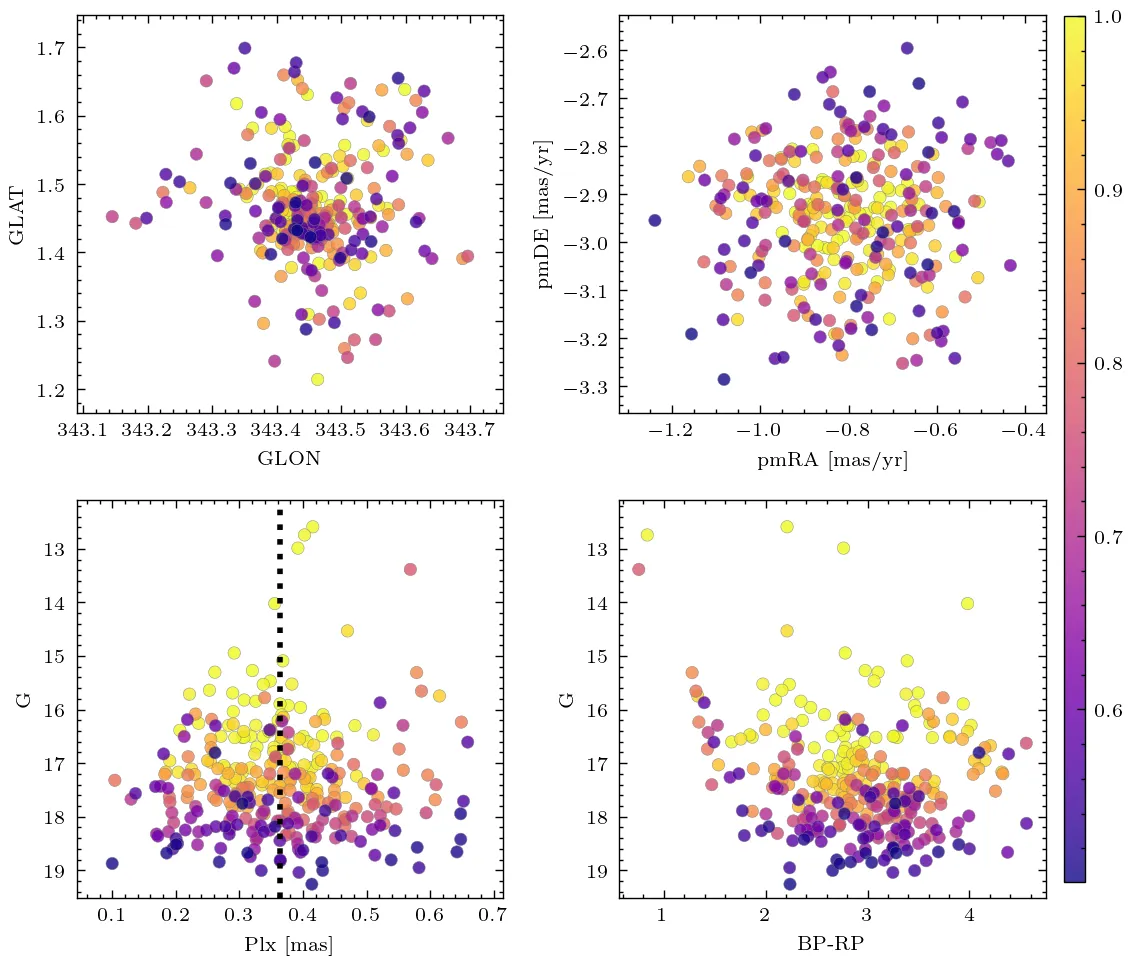 1.7
1.6
1.5
1.4
1.3
1.2
GLAT
343.1 343.2 343.3 343.4 343.5 343.6 343.7
GLON
−2.6
−2.7
−2.8
−2.9
−3.0
−3.1
−3.2
−3.3
pmDE [mas/yr]
−1.2 −1.0 −0.8 −0.6 −0.4
pmRA [mas/yr]
13
14
15
16
17
18
19
G
0.1 0.2 0.3 0.4 0.5 0.6 0.7
Plx [mas]
13
14
15
16
17
18
19
G
1 2 3 4
BP-RP
1.0
0.9
0.8
0.7
0.6